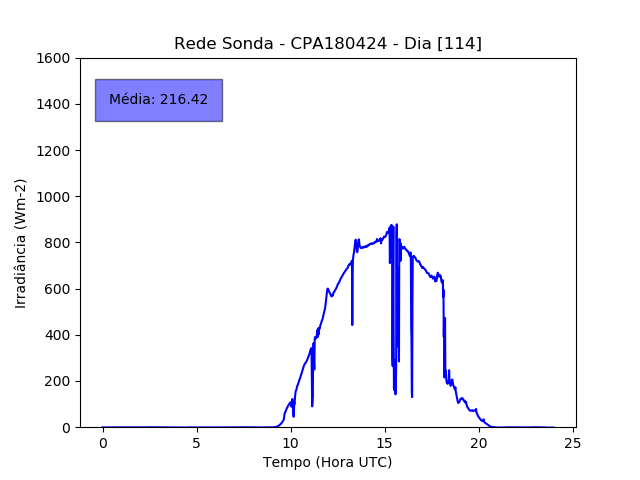 Rede Sonda - CPA180424 - Dia [114]
1600
1400
1200
1000
800
600
400
200
0
Irradiância (Wm-2)
Média: 216.42
0 5 10 15 20 25
Tempo (Hora UTC)